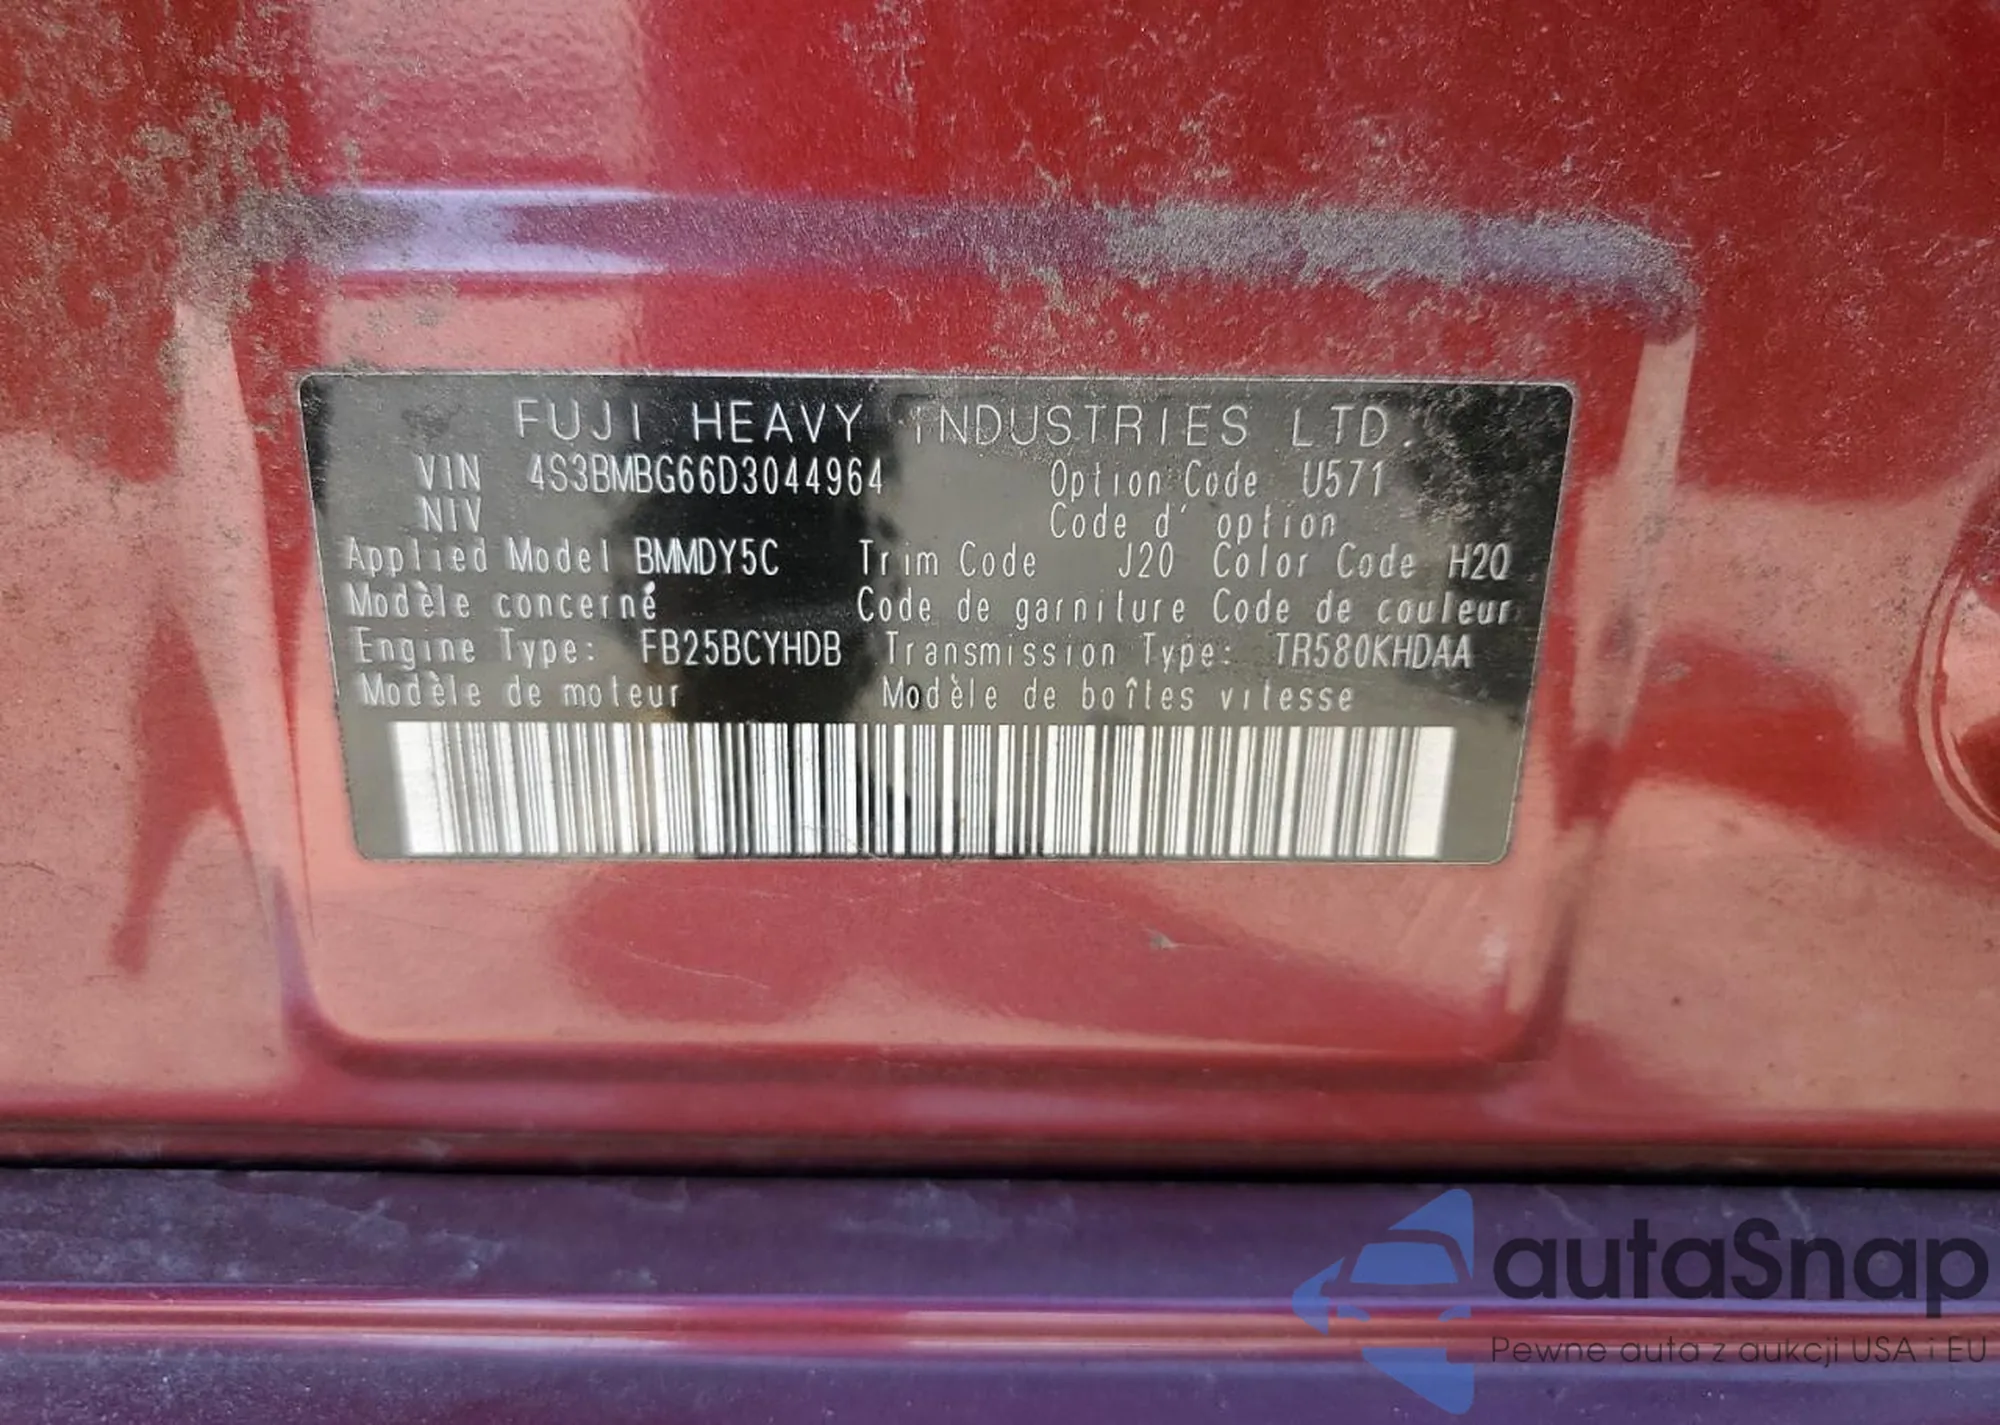 FUJI HEAVY INDUSTRIES LTD.
VIN 4S3BMBG66D3044964 Option Code U571
NIV Code d' option
Applied Model BMMDY5C Trim Code J20 Color Code H2Q
Modèle concerné Code de garniture Code de couleur
Engine Type: FB25BCYHDB Transmission Type: TR580KHDAA
Modèle de moteur Modèle de boîtes vitesse
autaSnap
Pewne auta z aukcji USA i EU